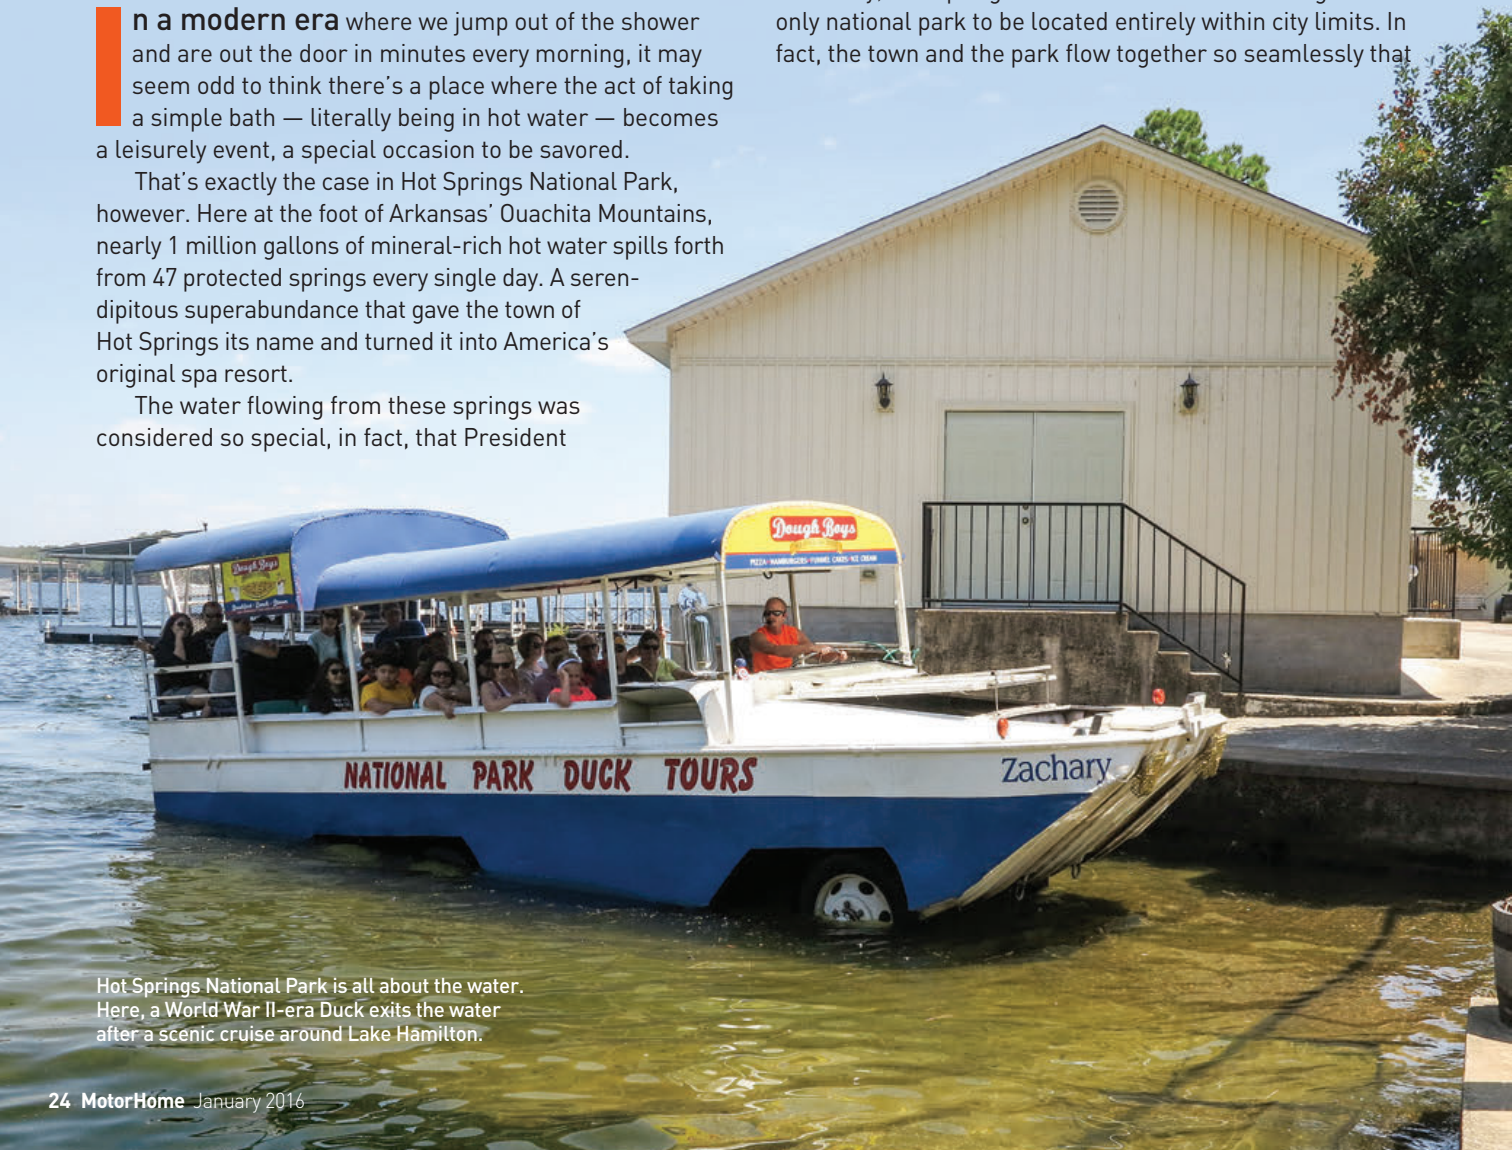 In a modern era where we jump out of the shower
and are out the door in minutes every morning, it may
seem odd to think there’s a place where the act of taking
a simple bath — literally being in hot water — becomes
a leisurely event, a special occasion to be savored.
That’s exactly the case in Hot Springs National Park,
however. Here at the foot of Arkansas’ Ouachita Mountains,
nearly 1 million gallons of mineral-rich hot water spills forth
from 47 protected springs every single day. A seren-
dipitous superabundance that gave the town of
Hot Springs its name and turned it into America’s
original spa resort.
The water flowing from these springs was
considered so special, in fact, that President
only national park to be located entirely within city limits. In
fact, the town and the park flow together so seamlessly that
Dough Boys
PIZZA·HAMBURGERS·FUNNEL CAKES·ICE CREAM
Dough Boys
NATIONAL PARK DUCK TOURS
Zachary
Hot Springs National Park is all about the water.
Here, a World War II-era Duck exits the water
after a scenic cruise around Lake Hamilton.
24 MotorHome January 2016